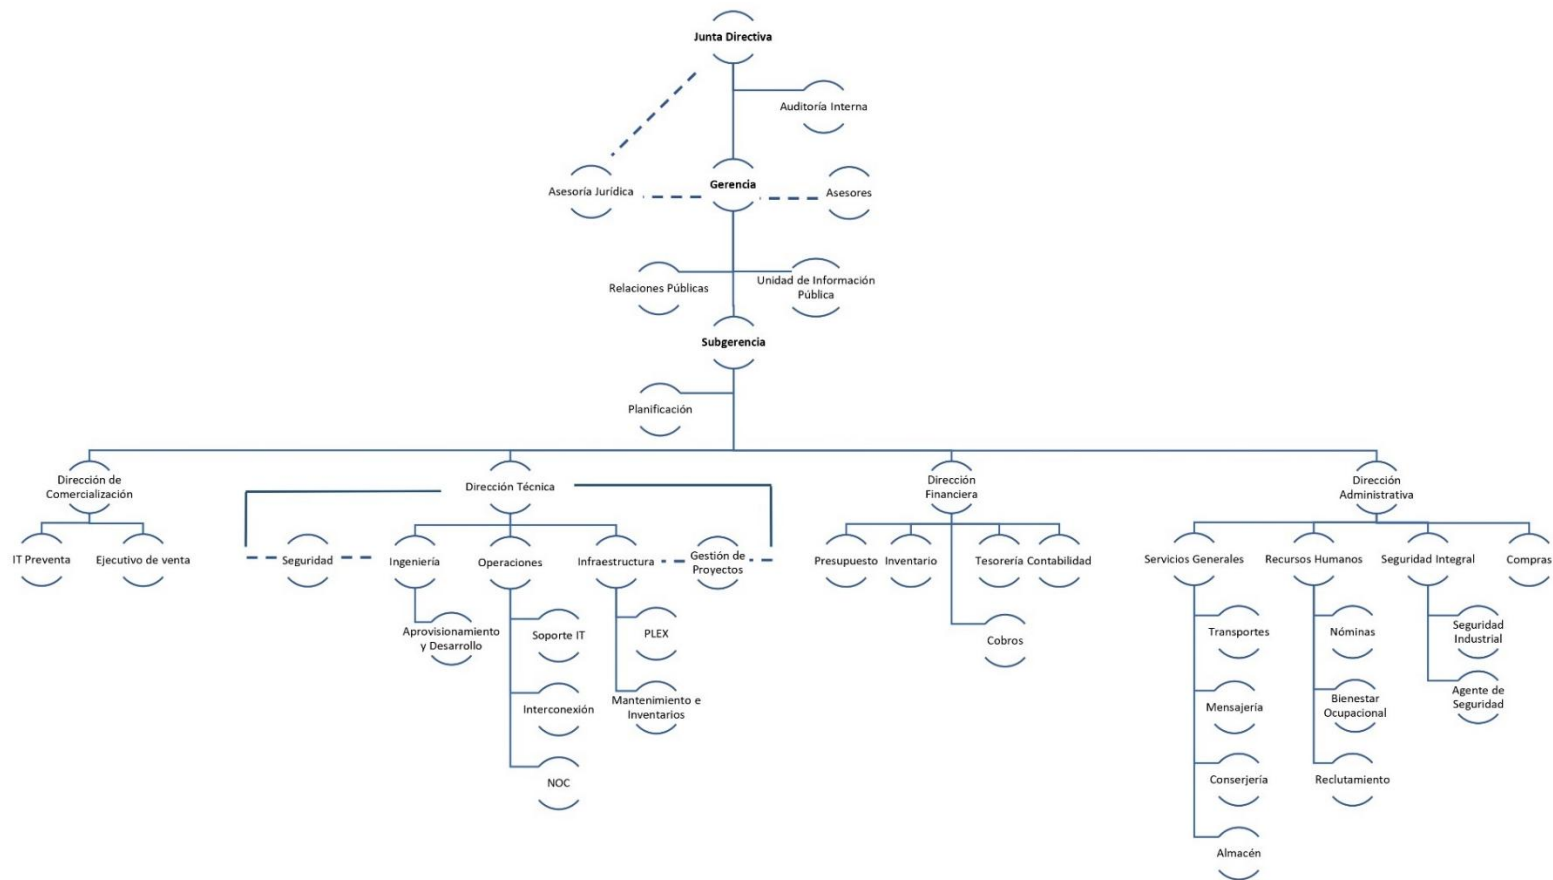 Junta Directiva
Auditoría Interna
Asesoría Jurídica
Gerencia
Asesores
Relaciones Públicas
Unidad de Información
Pública
Subgerencia
Planificación
Dirección de
Comercialización
Dirección Técnica
Dirección
Financiera
Dirección
Administrativa
IT Preventa
Ejecutivo de venta
Seguridad
Ingeniería
Operaciones
Infraestructura
Gestión de
Proyectos
Presupuesto
Inventario
Tesorería
Contabilidad
Servicios Generales
Recursos Humanos
Seguridad Integral
Compras
Aprovisionamiento
y Desarrollo
Soporte IT
PLEX
Cobros
Transportes
Nóminas
Seguridad
Industrial
Interconexión
Mantenimiento e
Inventarios
Mensajería
Bienestar
Ocupacional
Agente de
Seguridad
NOC
Conserjería
Reclutamiento
Almacén